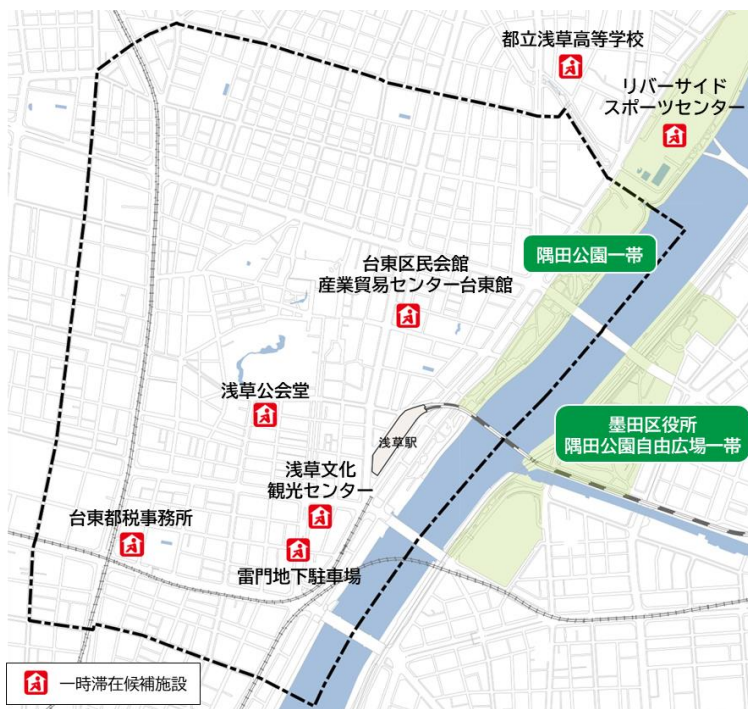 都立浅草高等学校
リバーサイド
スポーツセンター
隅田公園一帯
台東区民会館
産業貿易センター台東館
浅草公会堂
浅草駅
墨田区役所
隅田公園自由広場一帯
浅草文化
観光センター
台東都税事務所
雷門地下駐車場
一時滞在候補施設